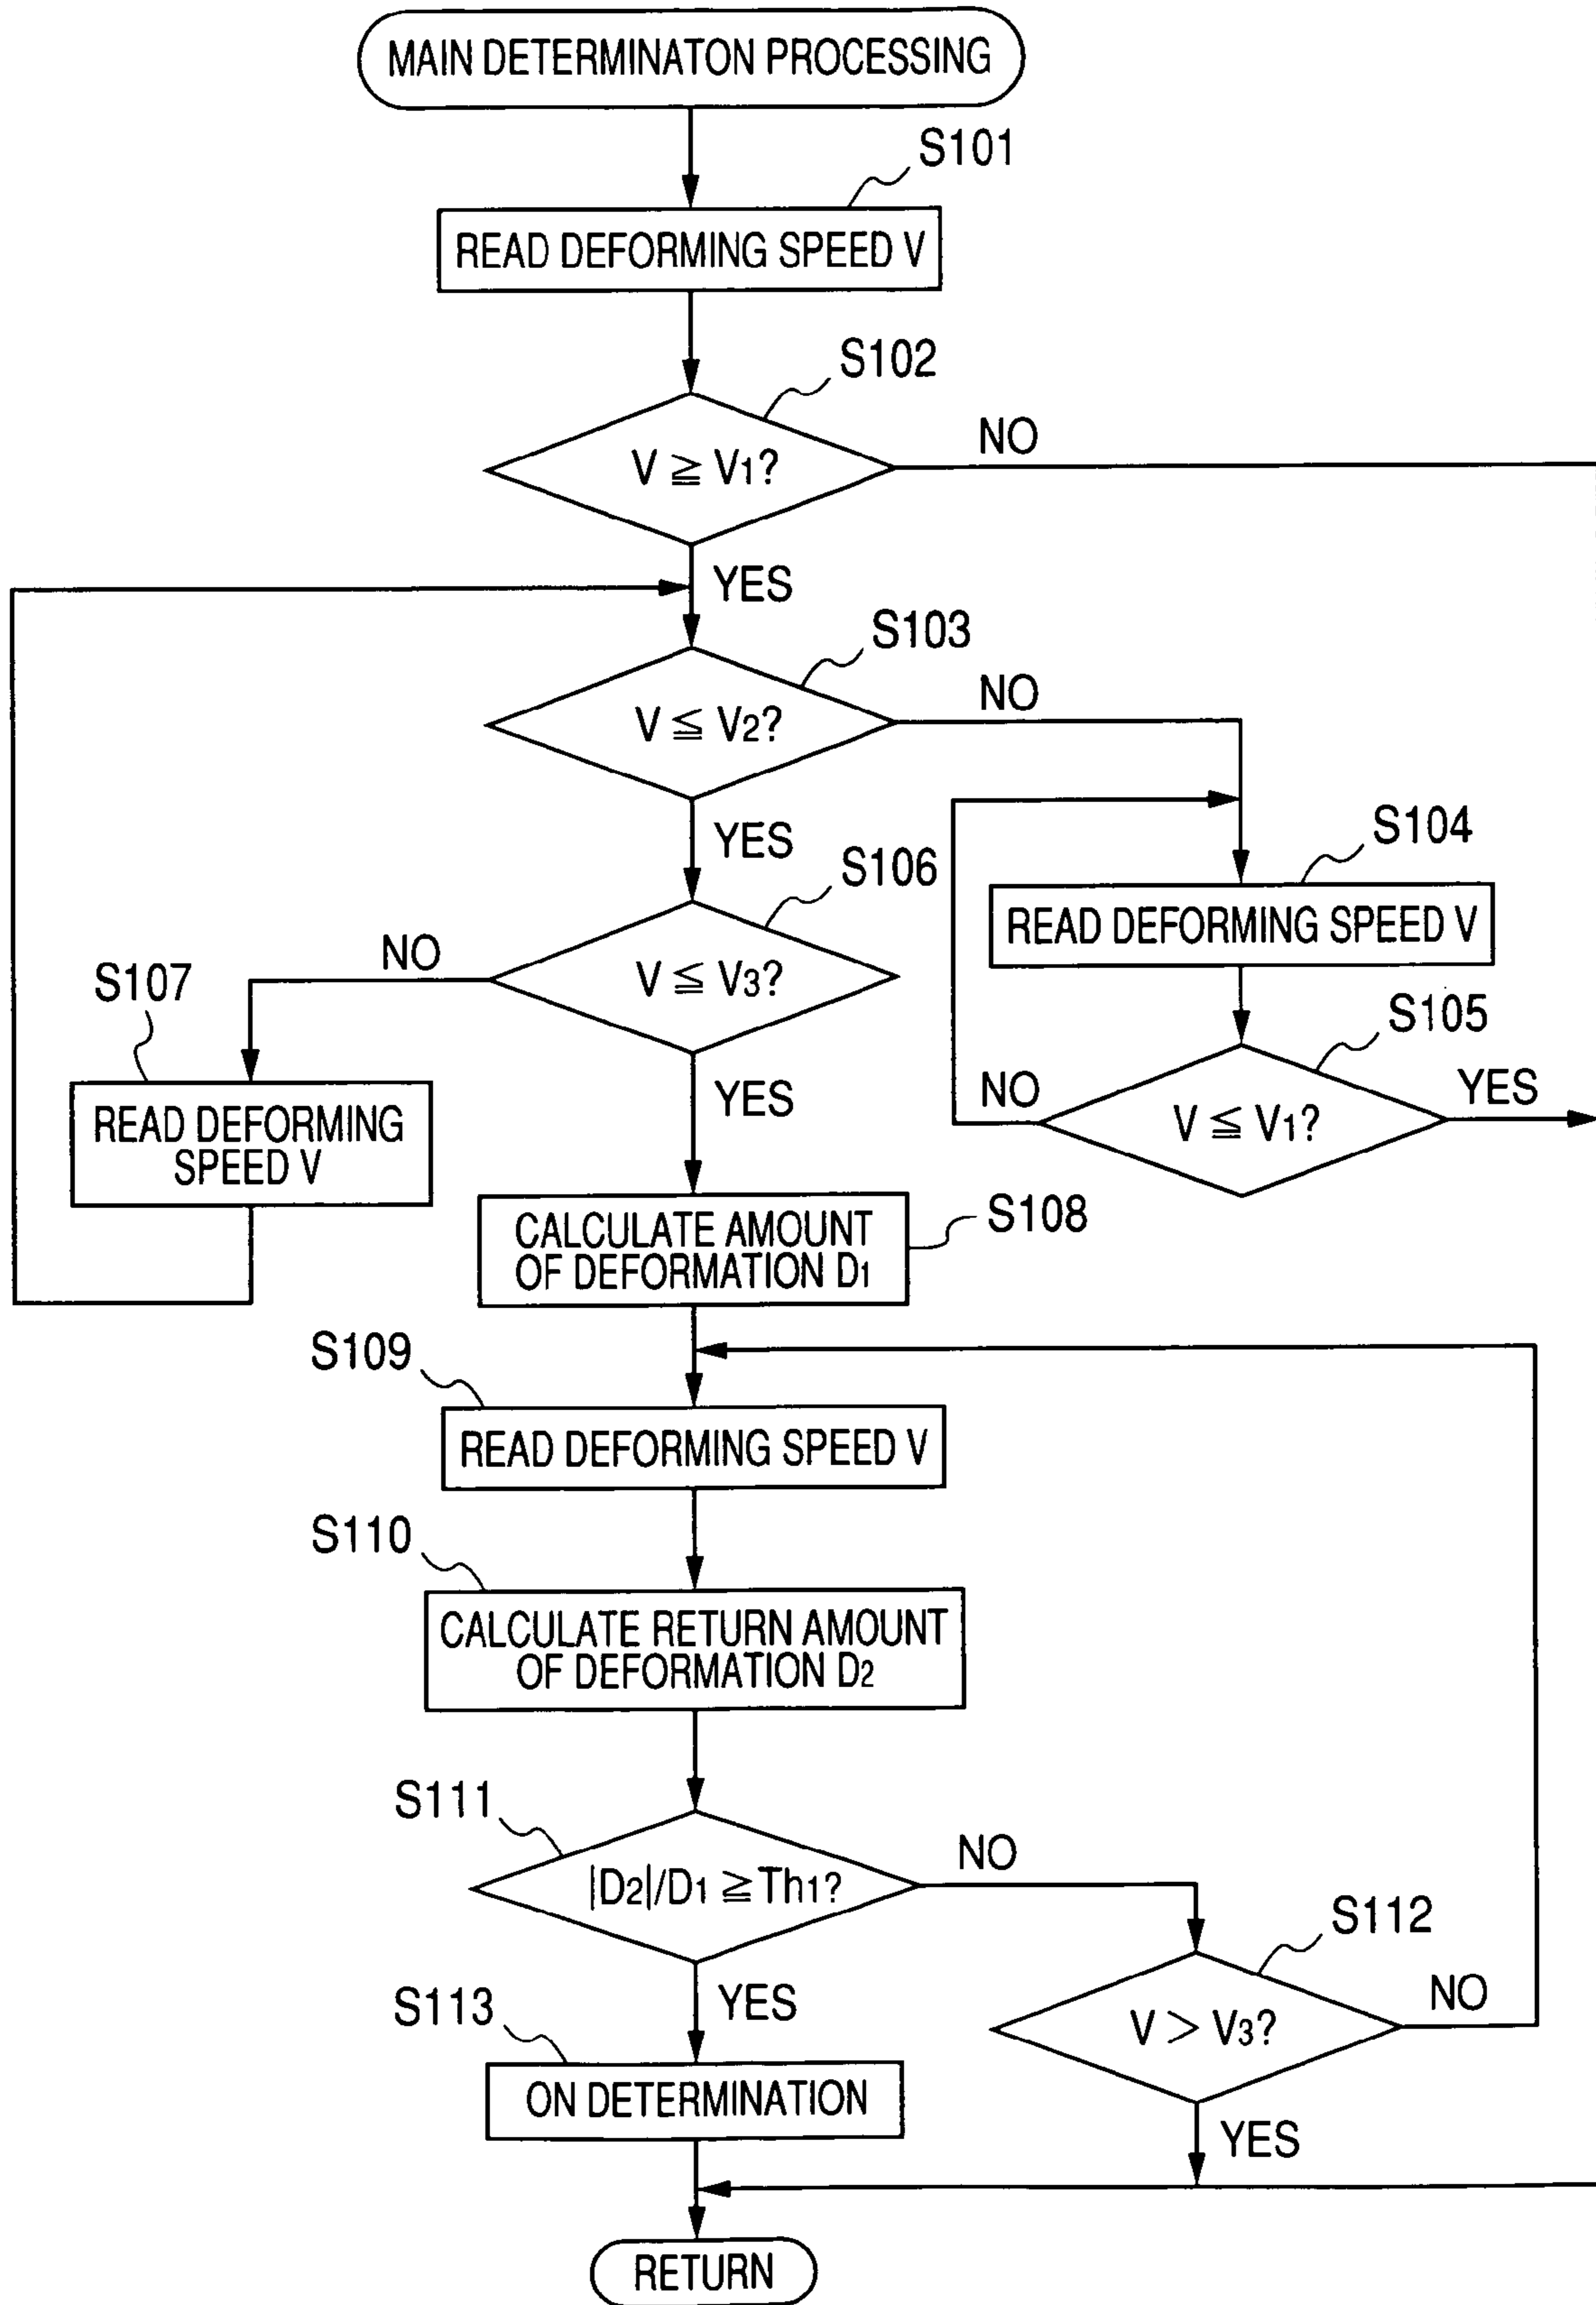 MAIN DETERMINATON PROCESSING
S101
READ DEFORMING SPEED V
S102
V ≧ V1?
NO
YES
S103
V ≦ V2?
NO
YES
S104
READ DEFORMING SPEED V
S105
V ≦ V1?
NO
YES
S106
V ≦ V3?
NO
YES
S107
READ DEFORMING
SPEED V
S108
CALCULATE AMOUNT
OF DEFORMATION D1
S109
READ DEFORMING SPEED V
S110
CALCULATE RETURN AMOUNT
OF DEFORMATION D2
S111
|D2|/D1 ≧ Th1?
NO
YES
S112
V > V3?
NO
YES
S113
ON DETERMINATION
RETURN